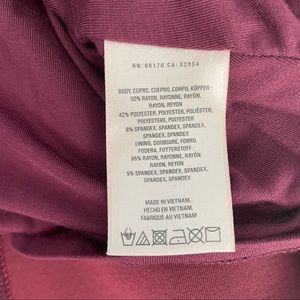 RN: 66170 CA: 32054
BODY, CORPS, CUERPO, CORPO, KÖPPER :
50% RAYON, RAYONNE, RAYÓN,
RAYON, REYON
42% POLYESTER, POLYESTER, POLIÉSTER,
POLYESTERE, POLYESTER
8% SPANDEX, SPANDEX, SPANDEX,
SPANDEX, SPANDEX
LINING, DOUBLURE, FORRO,
FODERA, FUTTERSTOFF :
95% RAYON, RAYONNE, RAYÓN,
RAYON, REYON
5% SPANDEX, SPANDEX, SPANDEX,
SPANDEX, SPANDEX
MADE IN VIETNAM,
HECHO EN VIETNAM
FABRIQUÉ AU VIETNAM